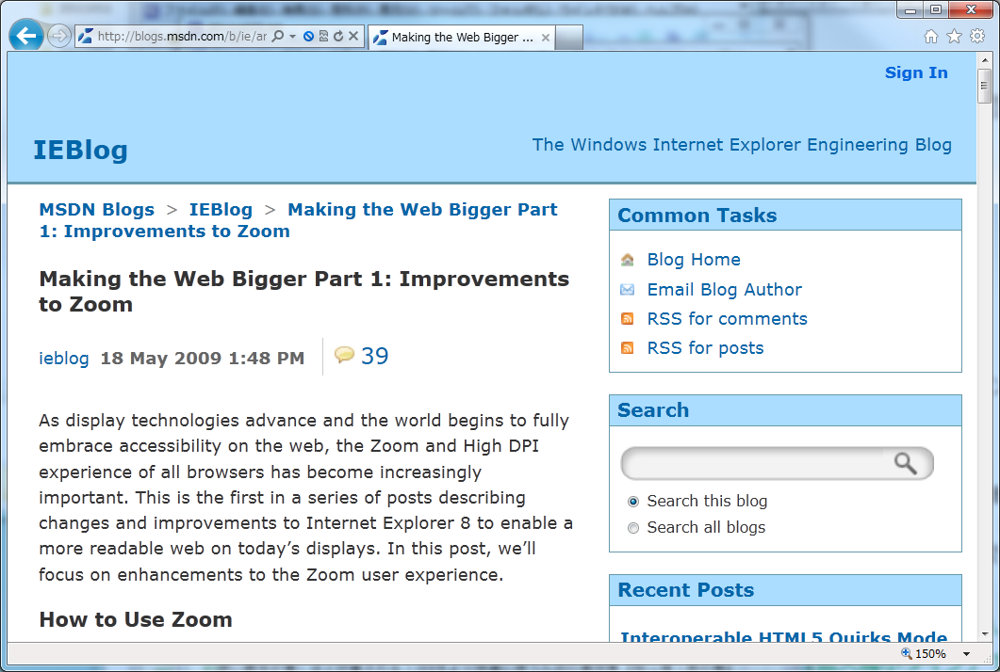 http://blogs.msdn.com/b/ie/ar
Making the Web Bigger ...
Sign In
IEBlog
The Windows Internet Explorer Engineering Blog
MSDN Blogs > IEBlog > Making the Web Bigger Part
1: Improvements to Zoom
Making the Web Bigger Part 1: Improvements
to Zoom
ieblog 18 May 2009 1:48 PM 39
As display technologies advance and the world begins to fully
embrace accessibility on the web, the Zoom and High DPI
experience of all browsers has become increasingly
important. This is the first in a series of posts describing
changes and improvements to Internet Explorer 8 to enable a
more readable web on today’s displays. In this post, we’ll
focus on enhancements to the Zoom user experience.
How to Use Zoom
Common Tasks
Blog Home
Email Blog Author
RSS for comments
RSS for posts
Search
Search this blog
Search all blogs
Recent Posts
Interoperable HTML5 Quirks Mode
150%